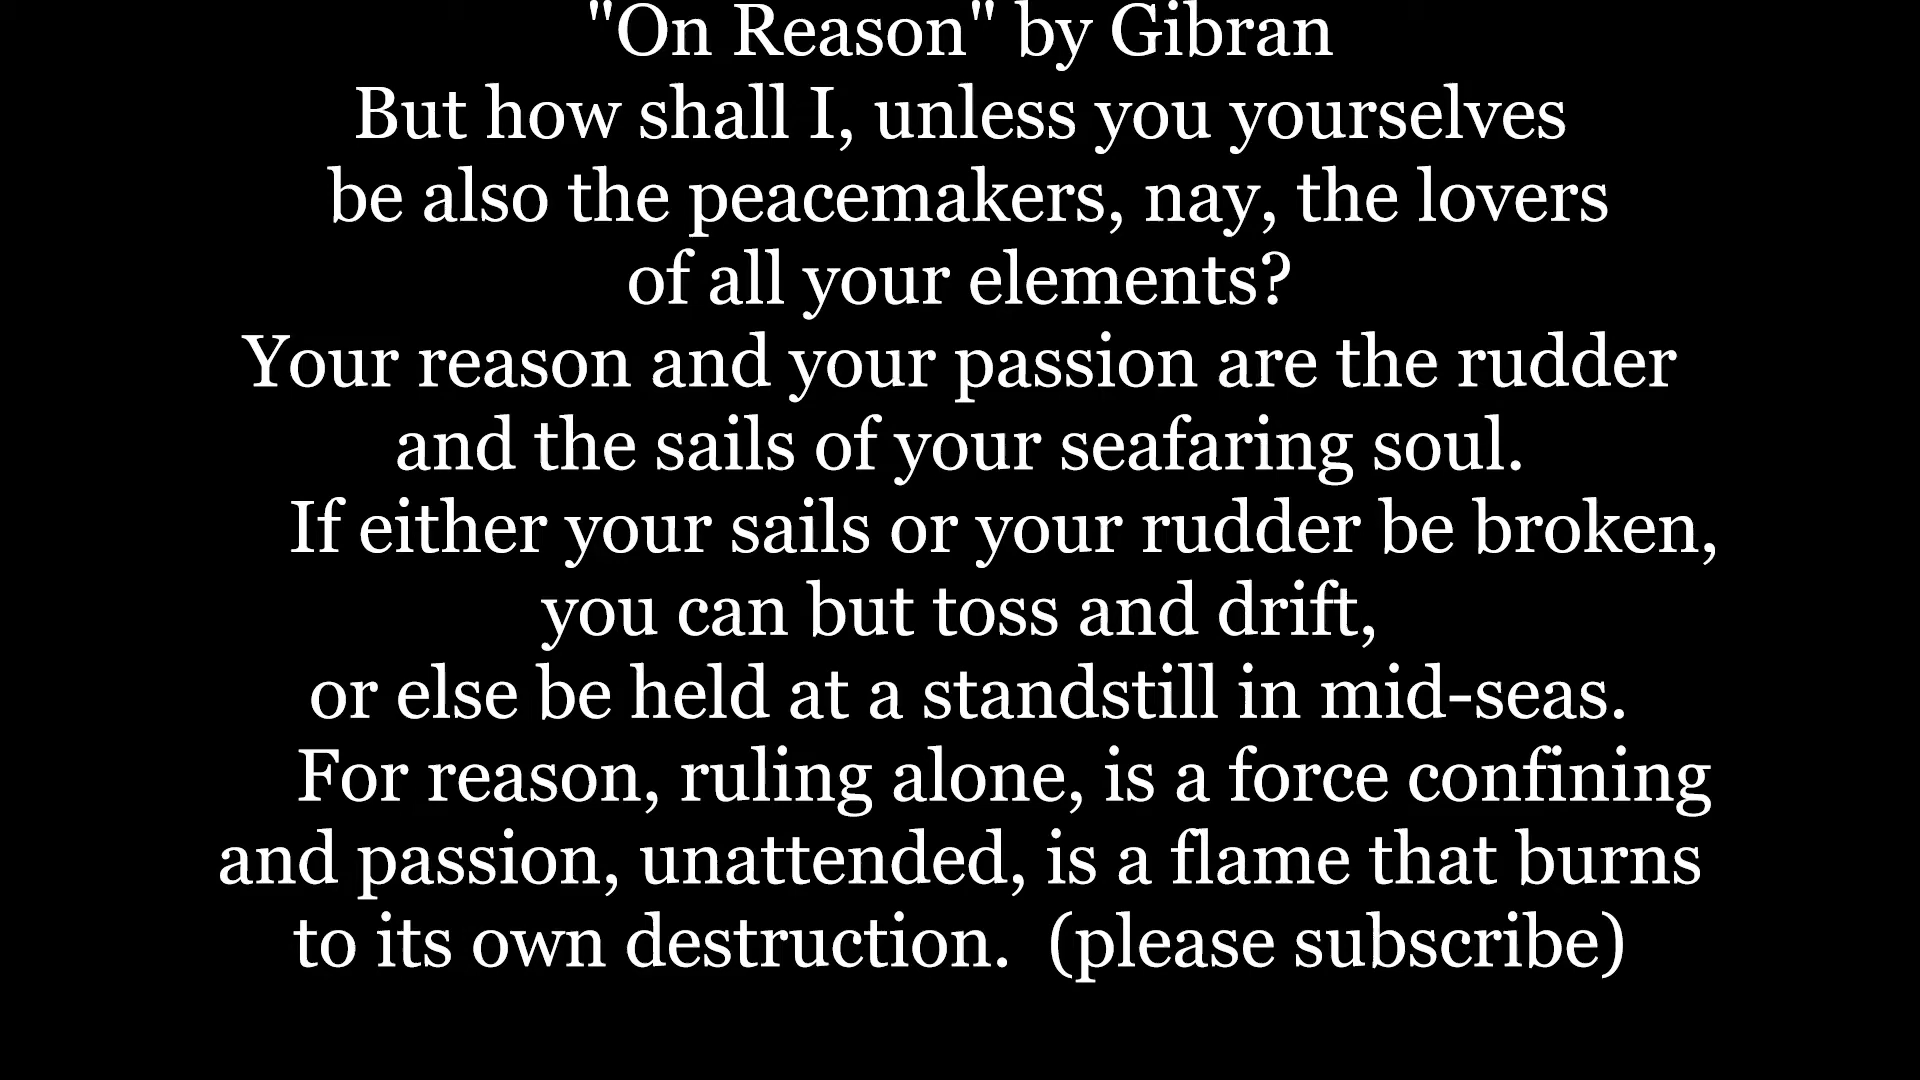 "On Reason" by Gibran
But how shall I, unless you yourselves
be also the peacemakers, nay, the lovers
of all your elements?
Your reason and your passion are the rudder
and the sails of your seafaring soul.
If either your sails or your rudder be broken,
you can but toss and drift,
or else be held at a standstill in mid-seas.
For reason, ruling alone, is a force confining
and passion, unattended, is a flame that burns
to its own destruction.  (please subscribe)